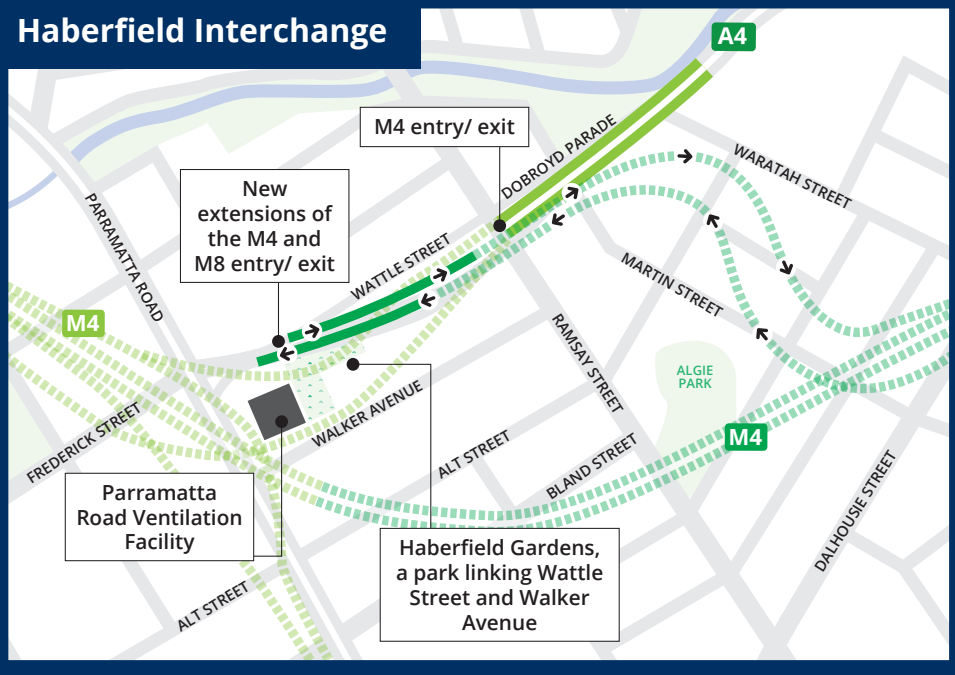 Haberfield Interchange
A4
M4 entry/ exit
DOBROYD PARADE
WARATAH STREET
New
extensions of
the M4 and
M8 entry/ exit
PARRAMATTA ROAD
WATTLE STREET
MARTIN STREET
M4
RAMSAY STREET
ALGIE
PARK
WALKER AVENUE
FREDERICK STREET
ALT STREET
BLAND STREET
M4
DALHOUSIE STREET
Parramatta
Road Ventilation
Facility
Haberfield Gardens,
a park linking Wattle
Street and Walker
Avenue
ALT STREET